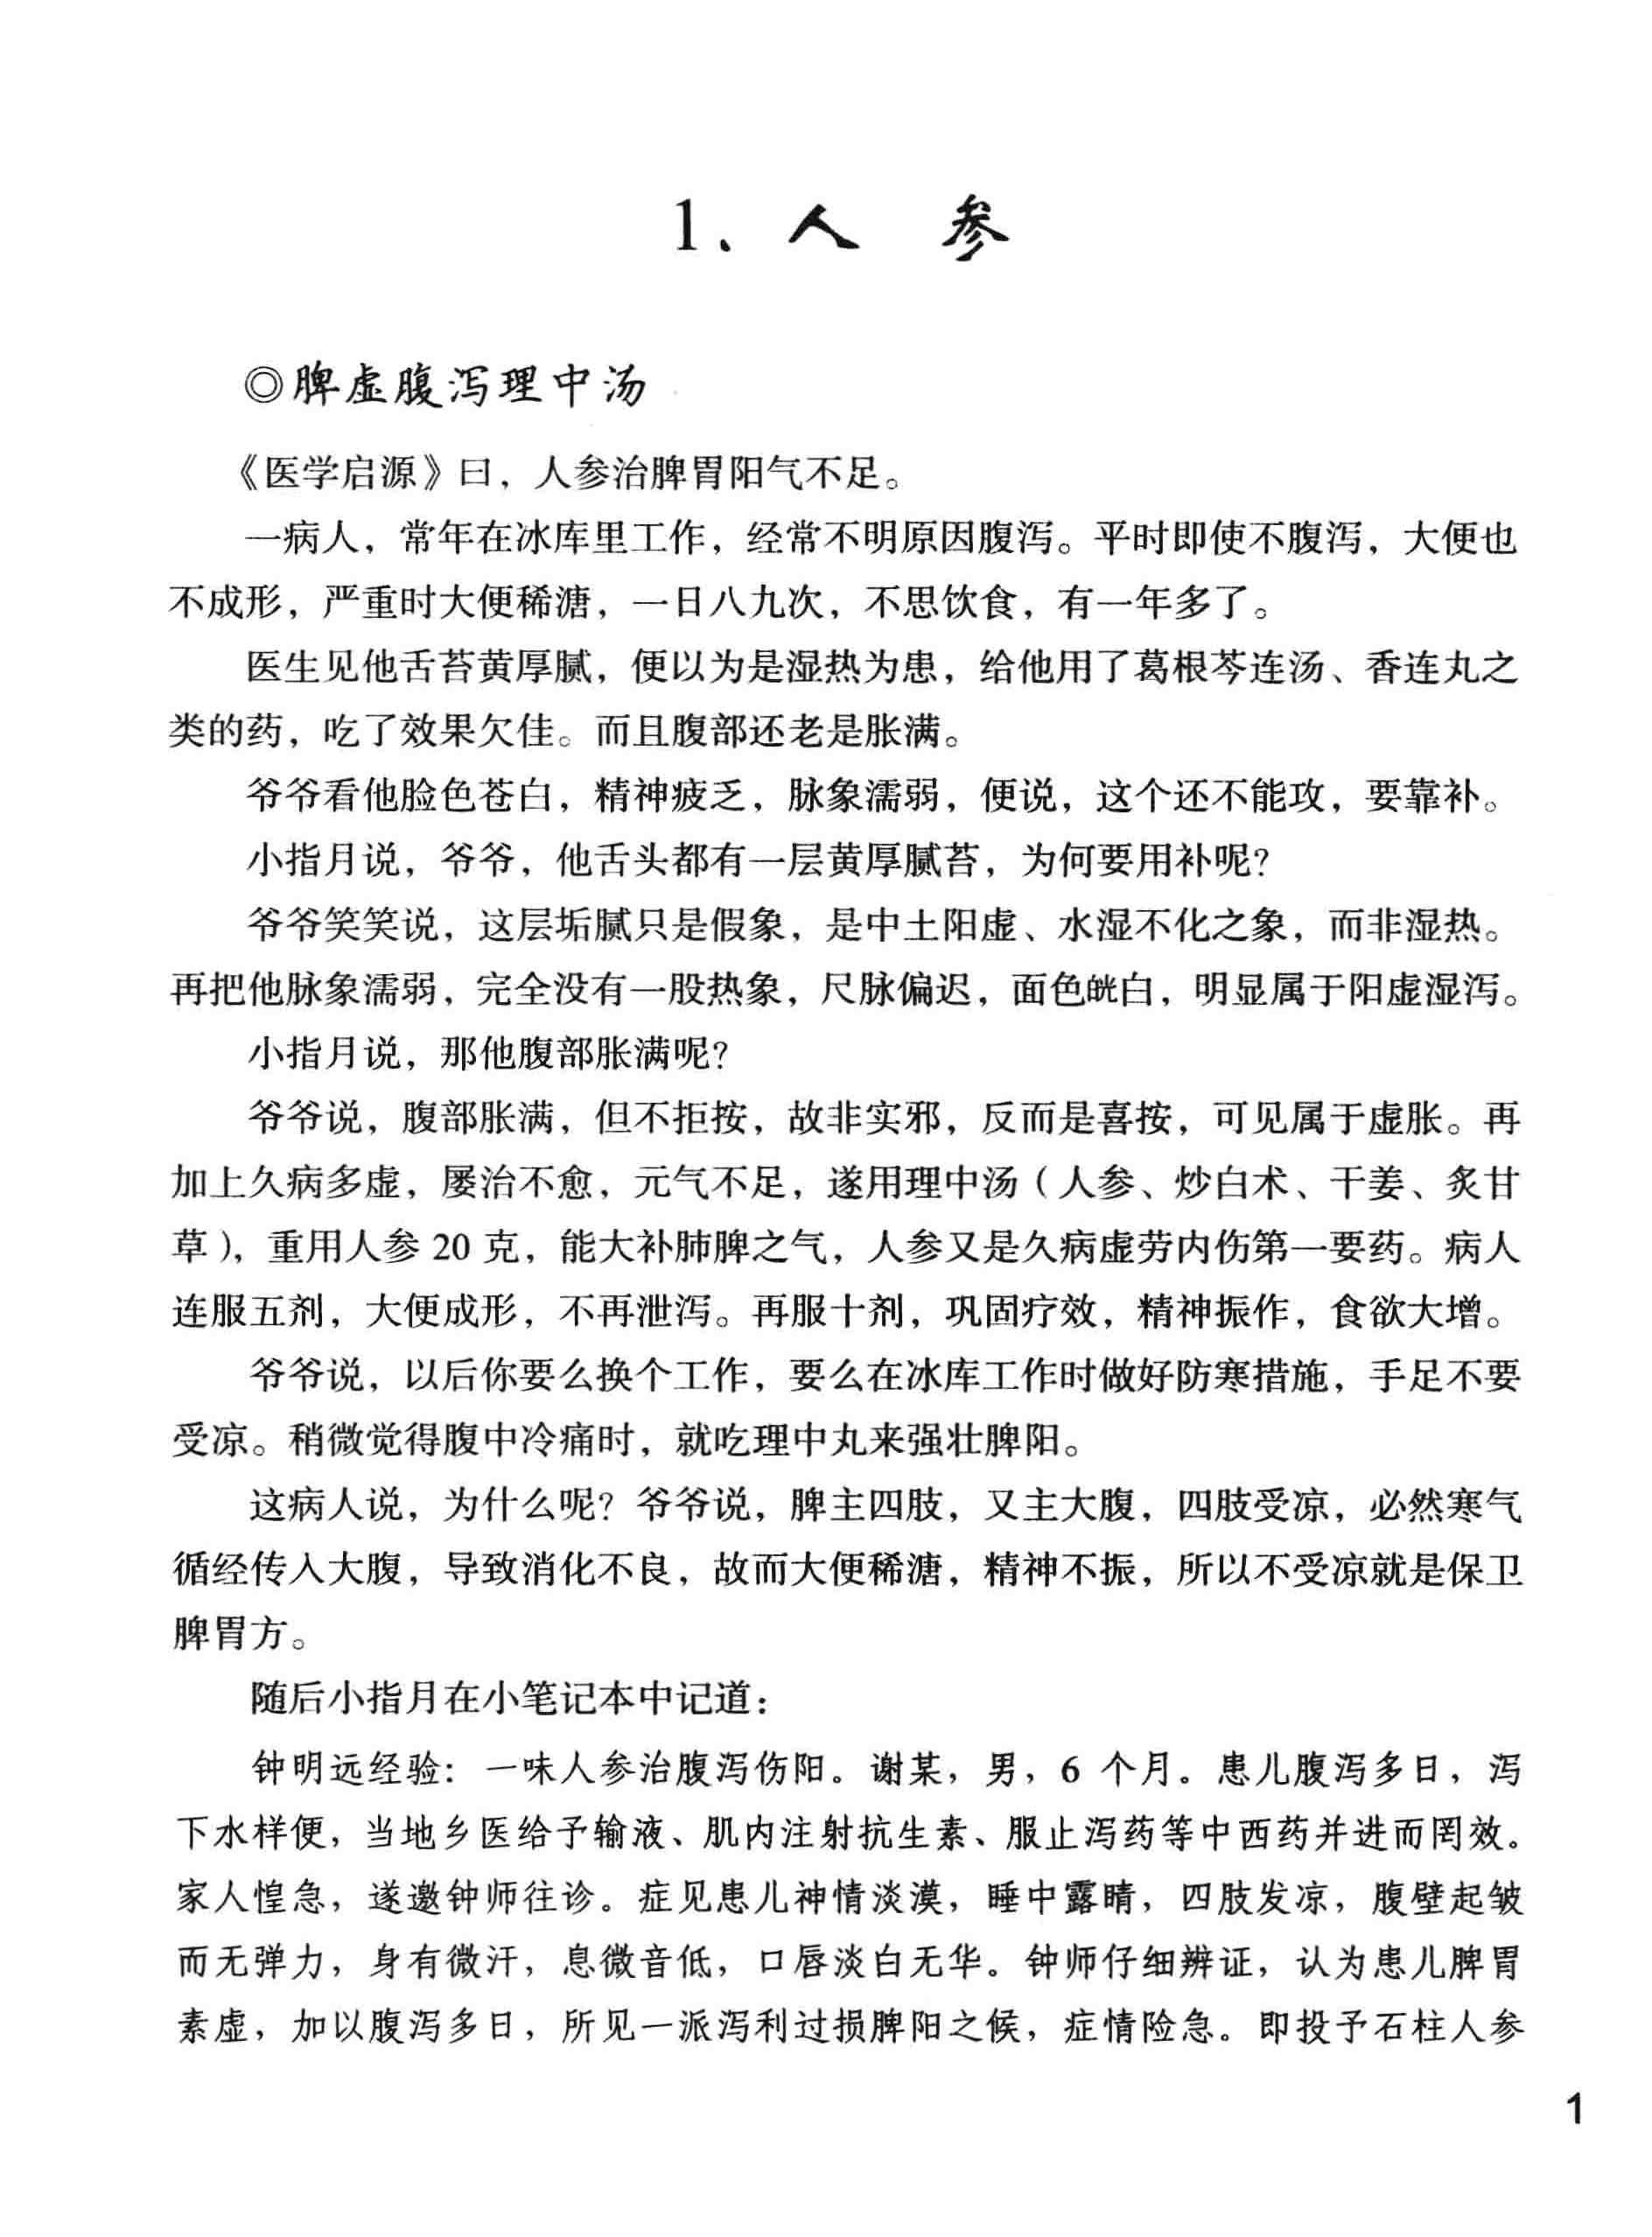 1、人 参
◎脾虚腹泻理中汤
《医学启源》曰，人参治脾胃阳气不足。
一病人，常年在冰库里工作，经常不明原因腹泻。平时即使不腹泻，大便也
不成形，严重时大便稀溏，一日八九次，不思饮食，有一年多了。
医生见他舌苔黄厚腻，便以为是湿热为患，给他用了葛根芩连汤、香连丸之
类的药，吃了效果欠佳。而且腹部还老是胀满。
爷爷看他脸色苍白，精神疲乏，脉象濡弱，便说，这个还不能攻，要靠补。
小指月说，爷爷，他舌头都有一层黄厚腻苔，为何要用补呢？
爷爷笑笑说，这层垢腻只是假象，是中土阳虚、水湿不化之象，而非湿热。
再把他脉象濡弱，完全没有一股热象，尺脉偏迟，面色㿠白，明显属于阳虚湿泻。
小指月说，那他腹部胀满呢？
爷爷说，腹部胀满，但不拒按，故非实邪，反而是喜按，可见属于虚胀。再
加上久病多虚，屡治不愈，元气不足，遂用理中汤（人参、炒白术、干姜、炙甘
草），重用人参 20 克，能大补肺脾之气，人参又是久病虚劳内伤第一要药。病人
连服五剂，大便成形，不再泄泻。再服十剂，巩固疗效，精神振作，食欲大增。
爷爷说，以后你要么换个工作，要么在冰库工作时做好防寒措施，手足不要
受凉。稍微觉得腹中冷痛时，就吃理中丸来强壮脾阳。
这病人说，为什么呢？爷爷说，脾主四肢，又主大腹，四肢受凉，必然寒气
循经传入大腹，导致消化不良，故而大便稀溏，精神不振，所以不受凉就是保卫
脾胃方。
随后小指月在小笔记本中记道：
钟明远经验：一味人参治腹泻伤阳。谢某，男，6 个月。患儿腹泻多日，泻
下水样便，当地乡医给予输液、肌内注射抗生素、服止泻药等中西药并进而罔效。
家人惶急，遂邀钟师往诊。症见患儿神情淡漠，睡中露睛，四肢发凉，腹壁起皱
而无弹力，身有微汗，息微音低，口唇淡白无华。钟师仔细辨证，认为患儿脾胃
素虚，加以腹泻多日，所见一派泻利过损脾阳之候，症情险急。即投予石柱人参
1